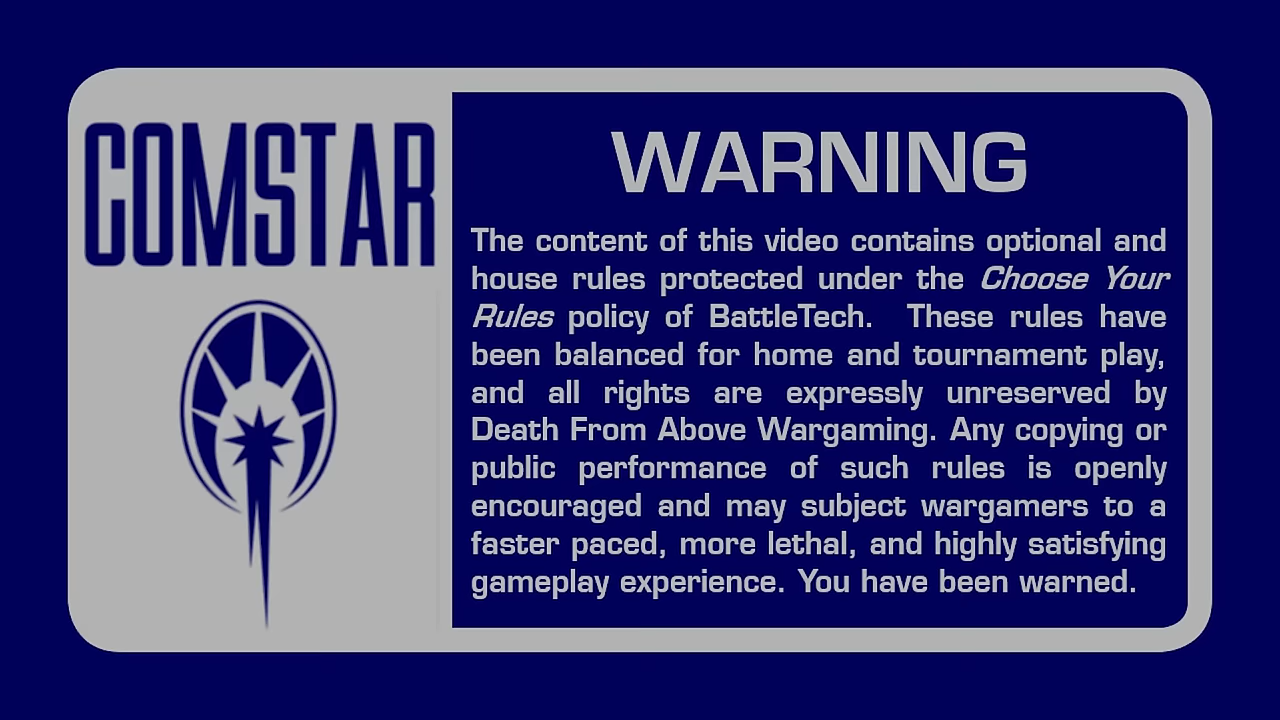 COMSTAR
WARNING
The content of this video contains optional and
house rules protected under the Choose Your
Rules policy of BattleTech.  These rules have
been balanced for home and tournament play,
and all rights are expressly unreserved by
Death From Above Wargaming. Any copying or
public performance of such rules is openly
encouraged and may subject wargamers to a
faster paced, more lethal, and highly satisfying
gameplay experience. You have been warned.